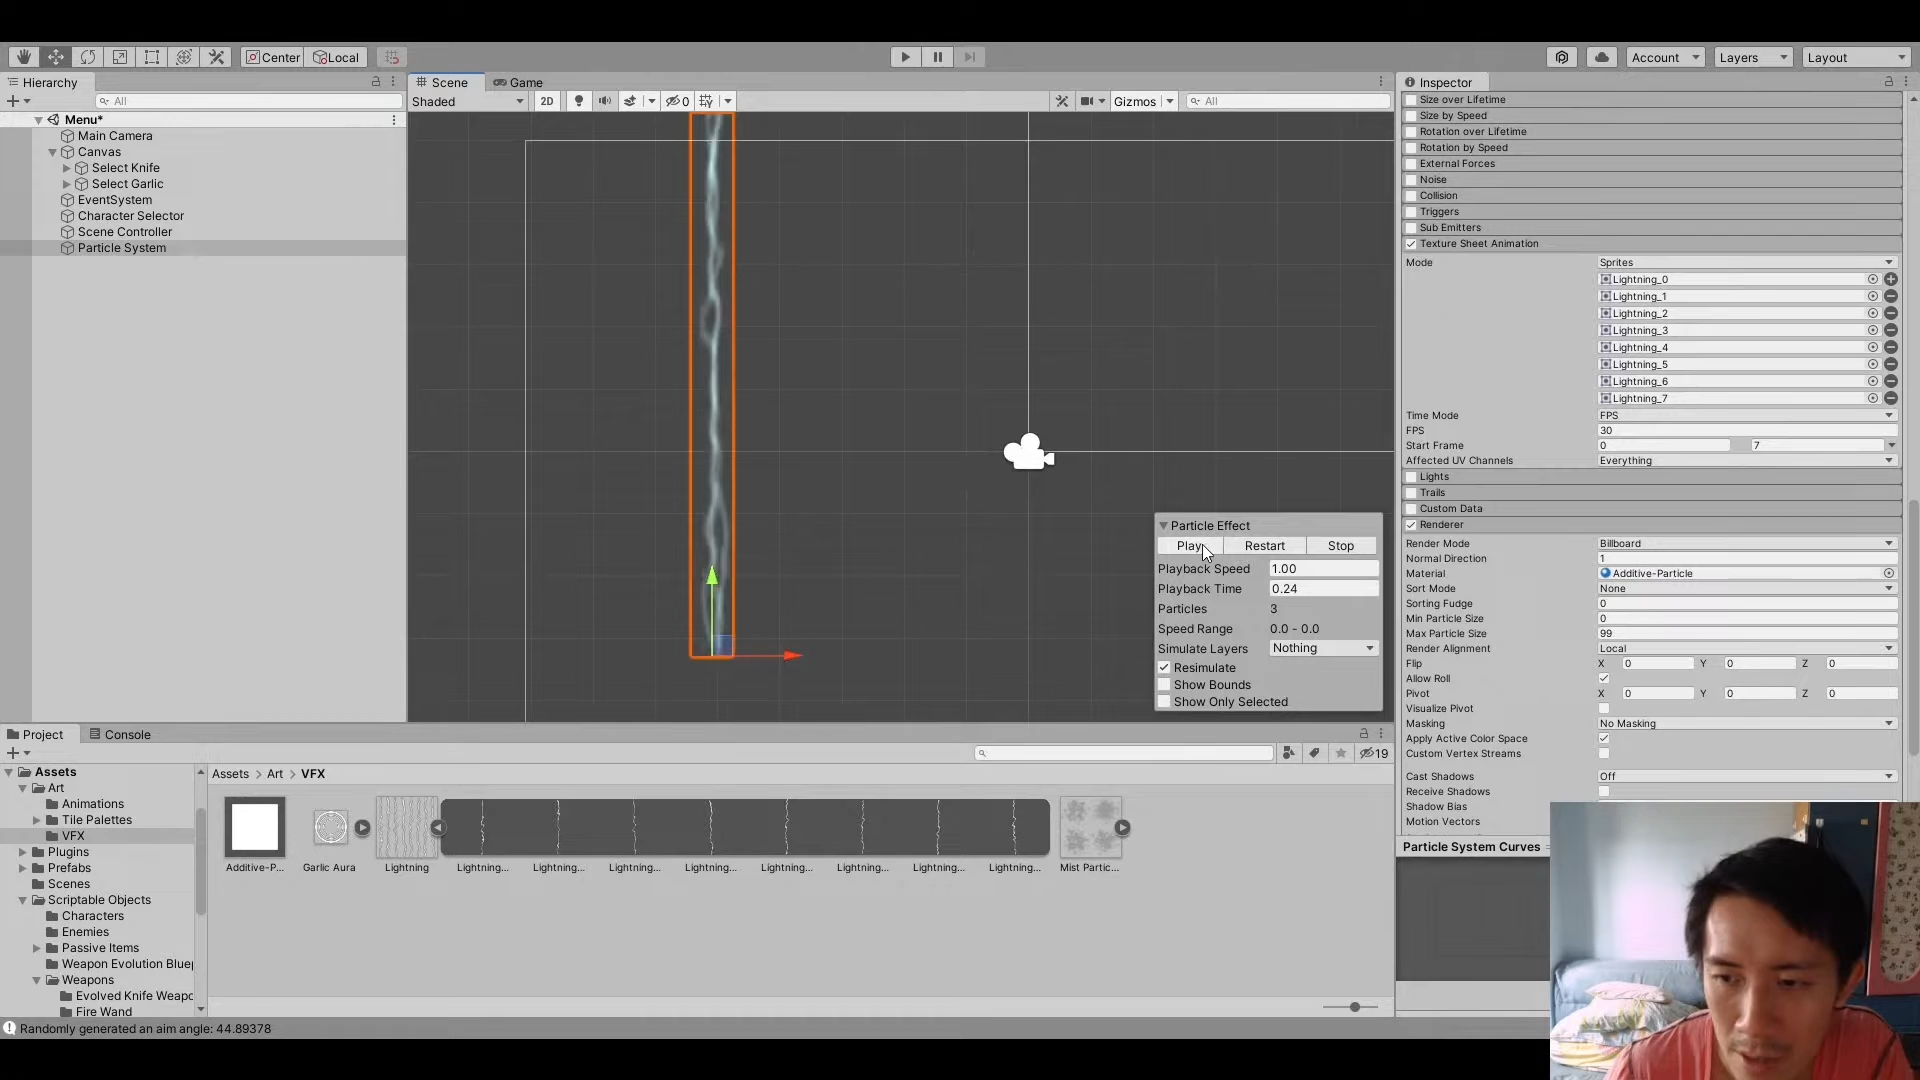 Center
Local
Account
Layers
Layout
Hierarchy
All
Menu*
Main Camera
Canvas
Select Knife
Select Garlic
EventSystem
Character Selector
Scene Controller
Particle System
Scene
Game
Shaded
2D
0
Gizmos
All
Particle Effect
Play
Restart
Stop
Playback Speed
1.00
Playback Time
0.24
Particles
3
Speed Range
0.0 - 0.0
Simulate Layers
Nothing
Resimulate
Show Bounds
Show Only Selected
Inspector
Size over Lifetime
Size by Speed
Rotation over Lifetime
Rotation by Speed
External Forces
Noise
Collision
Triggers
Sub Emitters
Texture Sheet Animation
Mode
Sprites
Lightning_0
Lightning_1
Lightning_2
Lightning_3
Lightning_4
Lightning_5
Lightning_6
Lightning_7
Time Mode
FPS
FPS
30
Start Frame
0
7
Affected UV Channels
Everything
Lights
Trails
Custom Data
Renderer
Render Mode
Billboard
Normal Direction
1
Material
Additive-Particle
Sort Mode
None
Sorting Fudge
0
Min Particle Size
0
Max Particle Size
99
Render Alignment
Local
Flip
X 0 Y 0 Z 0
Allow Roll
Pivot
X 0 Y 0 Z 0
Visualize Pivot
Masking
No Masking
Apply Active Color Space
Custom Vertex Streams
Cast Shadows
Off
Receive Shadows
Shadow Bias
Motion Vectors
Particle System Curves
Project
Console
19
Assets
Art
Animations
Tile Palettes
VFX
Plugins
Prefabs
Scenes
Scriptable Objects
Characters
Enemies
Passive Items
Weapon Evolution Bluep
Weapons
Evolved Knife Weapo
Fire Wand
Assets > Art > VFX
Additive-P...
Garlic Aura
Lightning
Lightning...
Lightning...
Lightning...
Lightning...
Lightning...
Lightning...
Lightning...
Lightning...
Mist Partic...
Randomly generated an aim angle: 44.89378